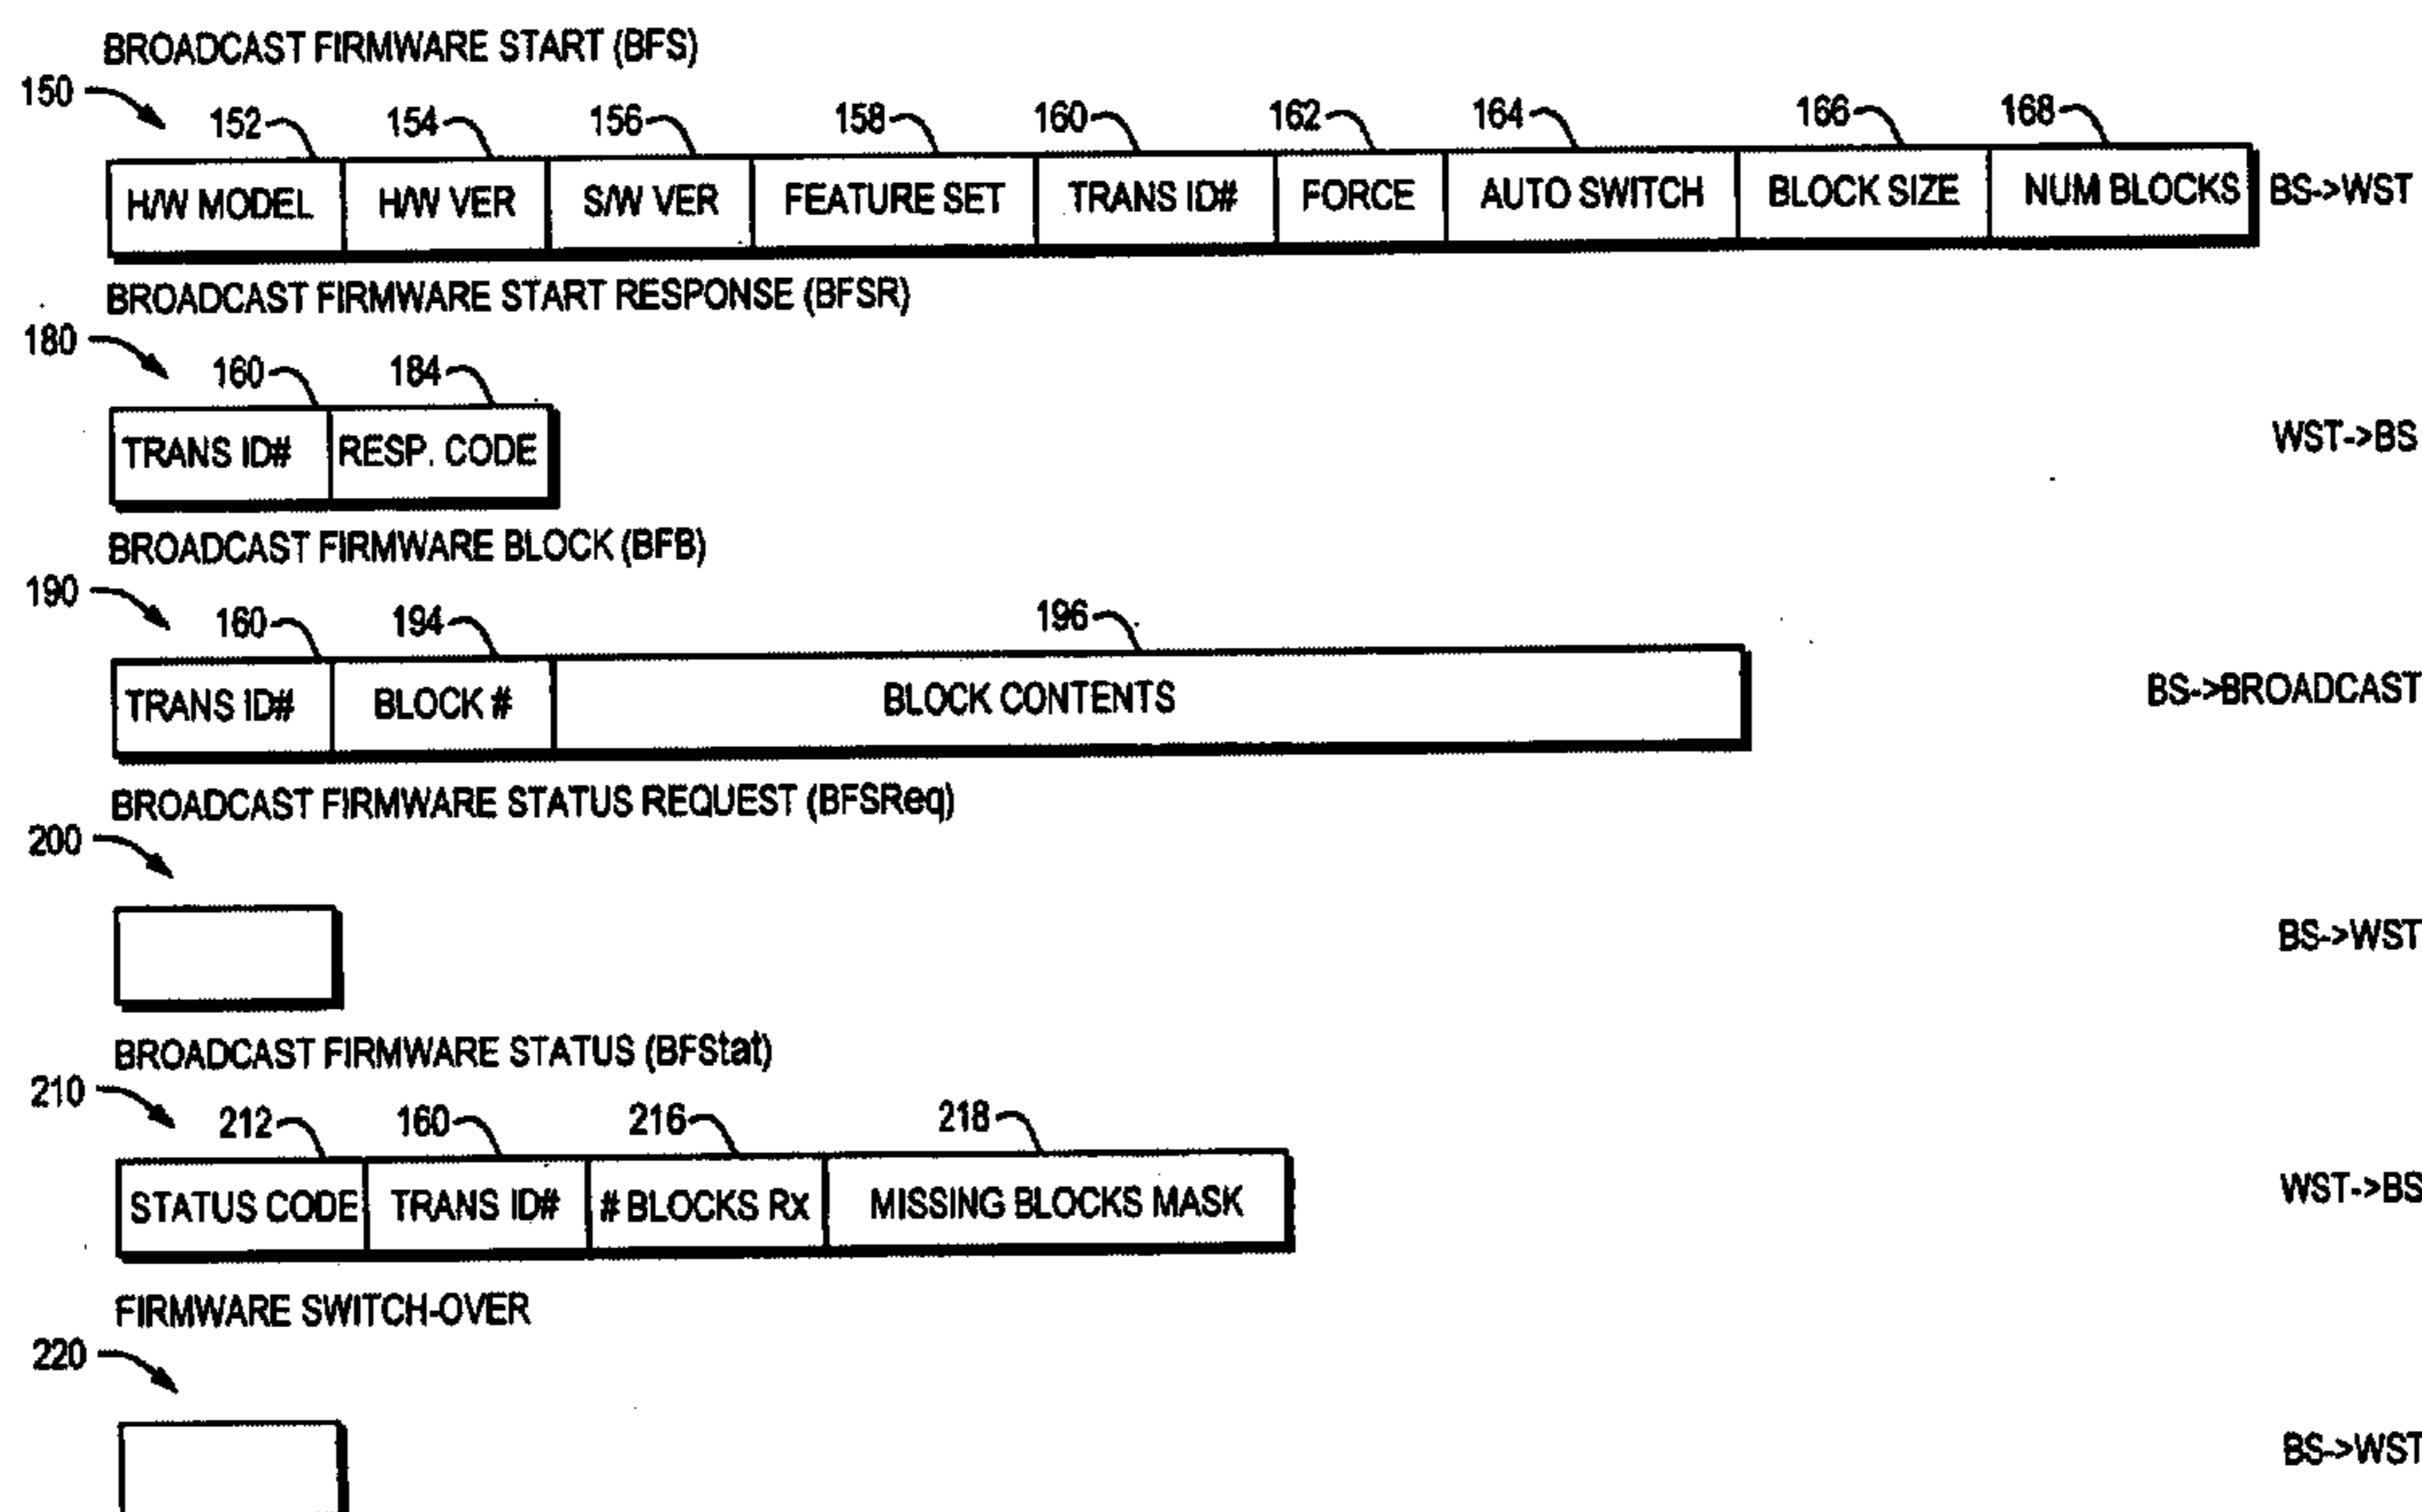 BROADCAST FIRMWARE START (BFS)
150
152 154 156 158 160 162 164 166 168
H/W MODEL H/W VER S/W VER FEATURE SET TRANS ID# FORCE AUTO SWITCH BLOCK SIZE NUM BLOCKS BS->WST
BROADCAST FIRMWARE START RESPONSE (BFSR)
180
160 184
TRANS ID# RESP. CODE WST->BS
BROADCAST FIRMWARE BLOCK (BFB)
190
160 194 196
TRANS ID# BLOCK # BLOCK CONTENTS BS->BROADCAST
BROADCAST FIRMWARE STATUS REQUEST (BFSReq)
200
BS->WST
BROADCAST FIRMWARE STATUS (BFStat)
210
212 160 216 218
STATUS CODE TRANS ID# # BLOCKS Rx MISSING BLOCKS MASK WST->BS
FIRMWARE SWITCH-OVER
220
BS->WST